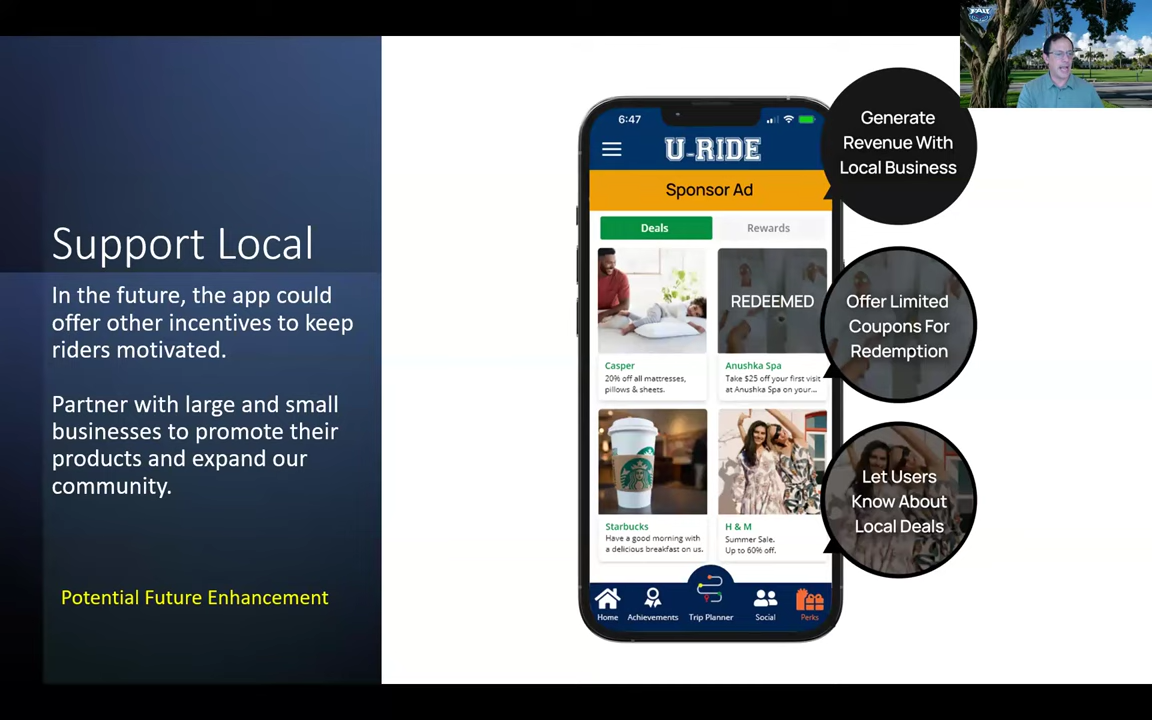 FAU
Support Local
In the future, the app could
offer other incentives to keep
riders motivated.
Partner with large and small
businesses to promote their
products and expand our
community.
Potential Future Enhancement
6:47
U-RIDE
Sponsor Ad
Deals
Rewards
REDEEMED
Casper
20% off all mattresses,
pillows & sheets.
Anushka Spa
Take $25 off your first visit
at Anushka Spa on your...
Starbucks
Have a good morning with
a delicious breakfast on us.
H & M
Summer Sale.
Up to 60% off.
Home
Achievements
Trip Planner
Social
Perks
Generate
Revenue With
Local Business
Offer Limited
Coupons For
Redemption
Let Users
Know About
Local Deals